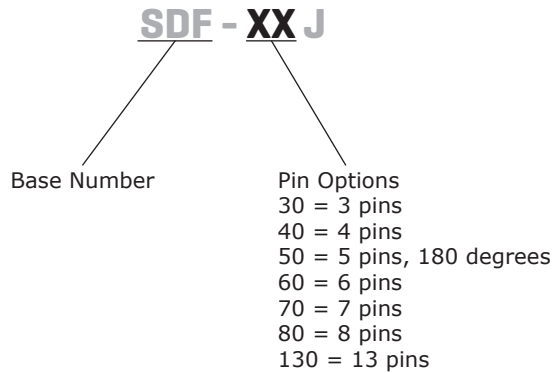 SDF - XX J
Base Number
Pin Options
30 = 3 pins
40 = 4 pins
50 = 5 pins, 180 degrees
60 = 6 pins
70 = 7 pins
80 = 8 pins
130 = 13 pins